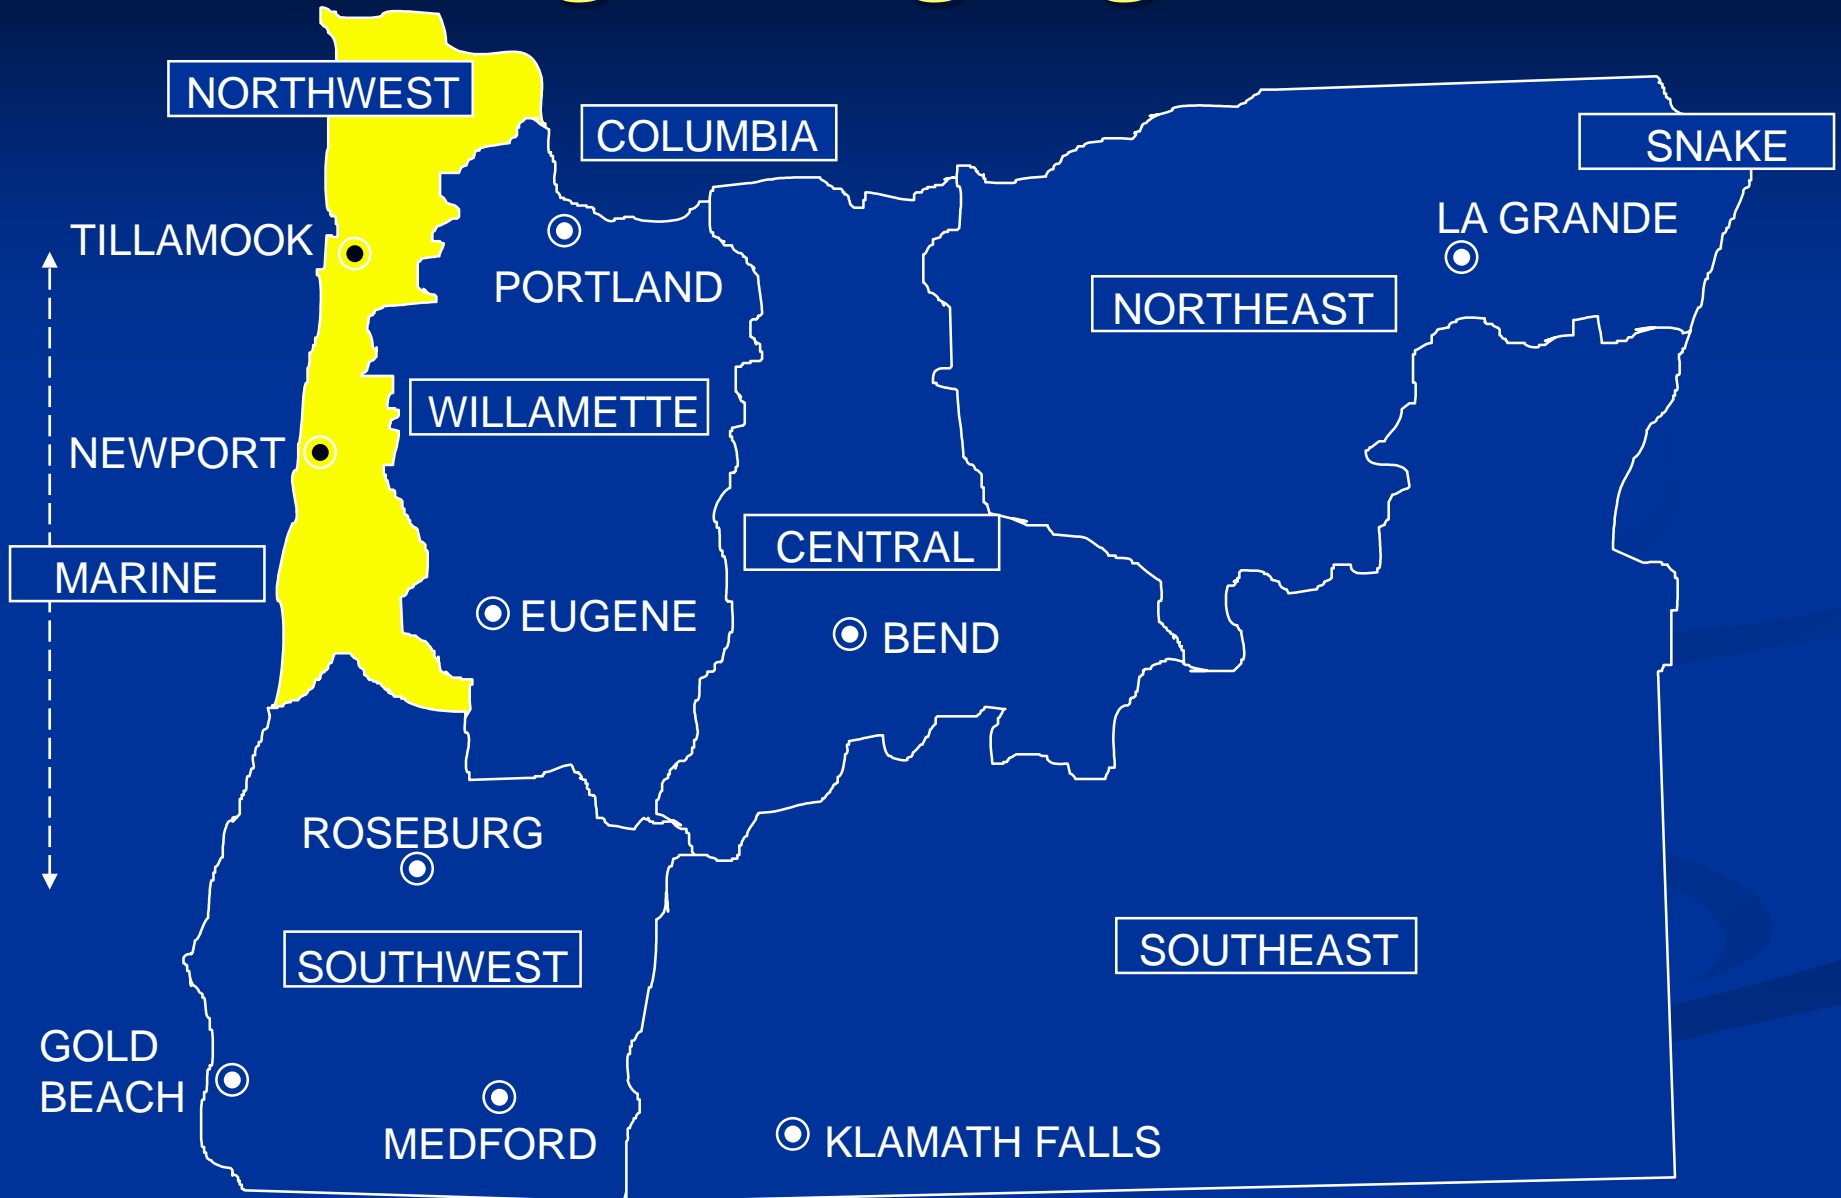 NORTHWEST
COLUMBIA
SNAKE
TILLAMOOK
LA GRANDE
PORTLAND
NORTHEAST
WILLAMETTE
NEWPORT
CENTRAL
MARINE
EUGENE
BEND
ROSEBURG
SOUTHWEST
SOUTHEAST
GOLD
BEACH
MEDFORD
KLAMATH FALLS